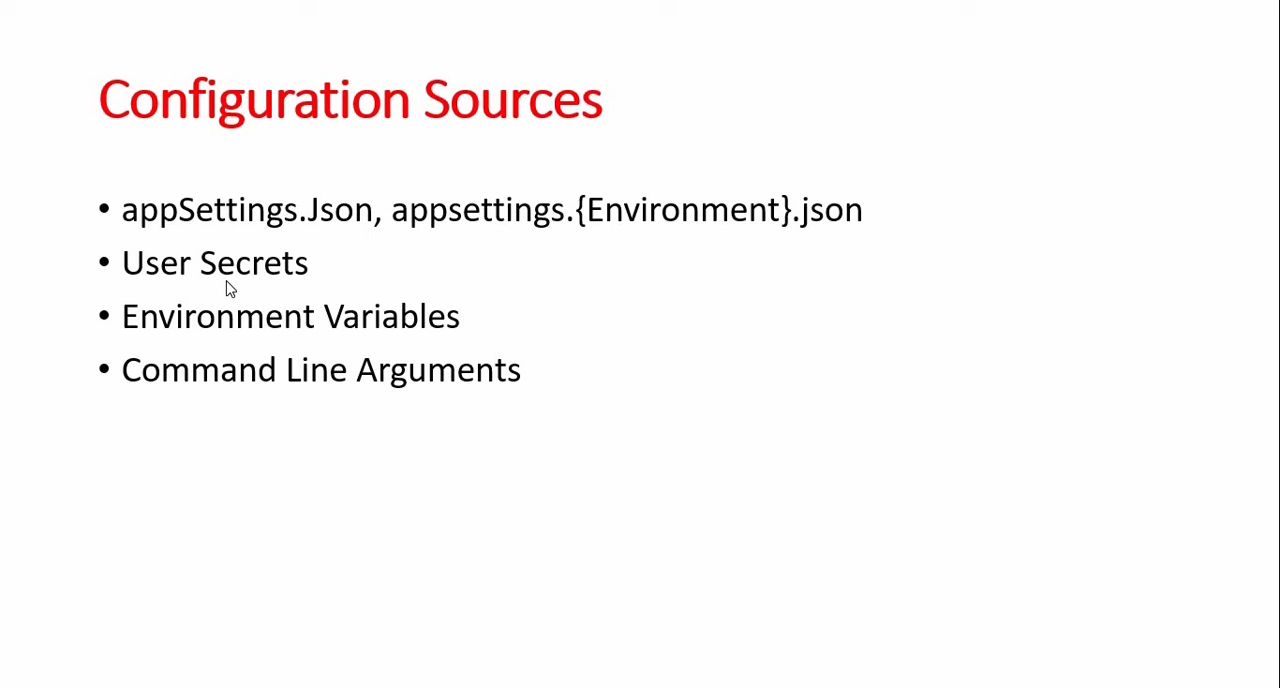 Configuration Sources
• appSettings.Json, appsettings.{Environment}.json
• User Secrets
• Environment Variables
• Command Line Arguments